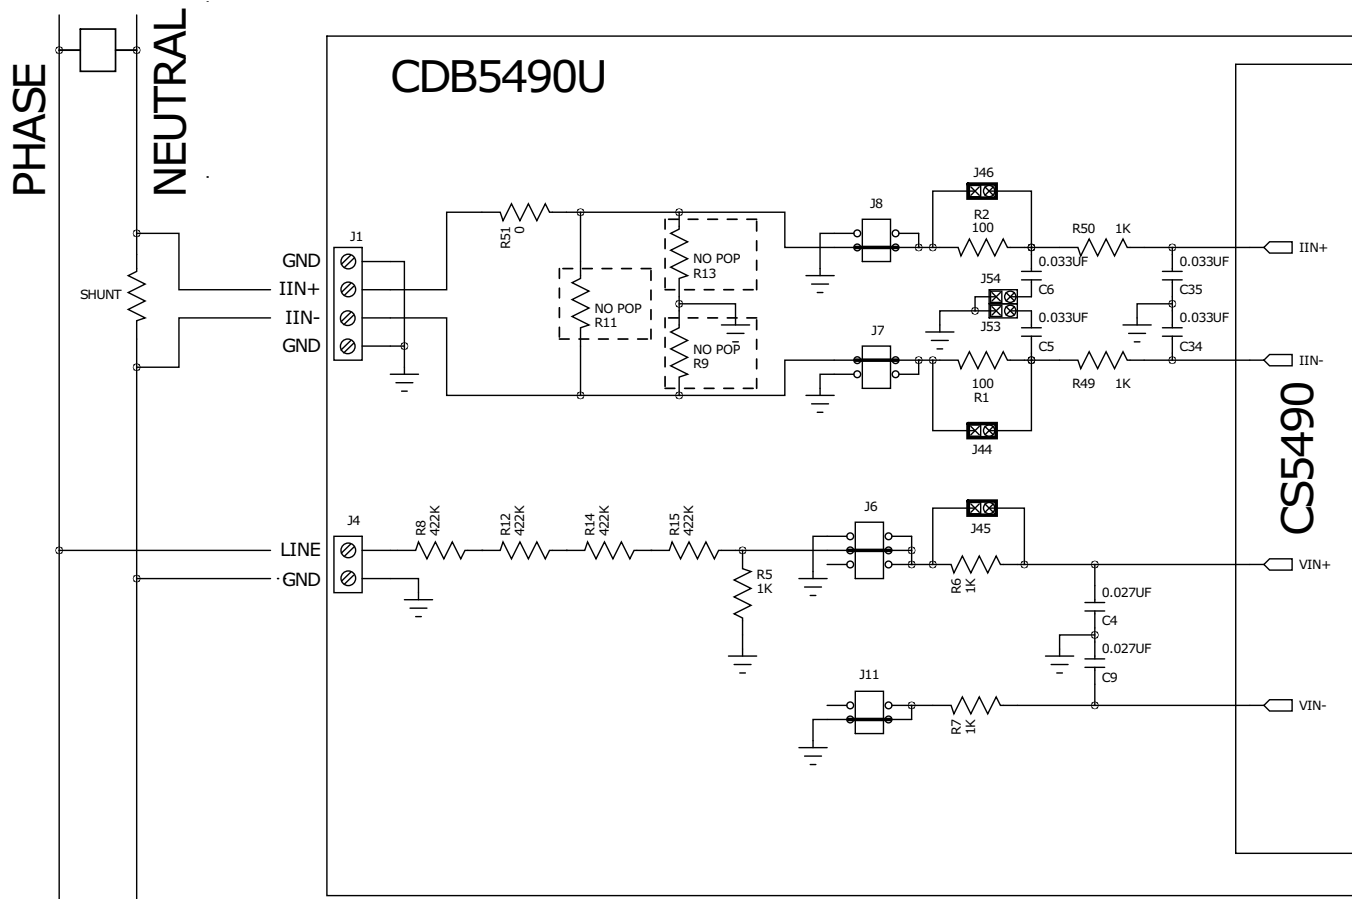 PHASE
NEUTRAL
CDB5490U
J46
J8
R2
100
R50 1K
R51
0
IIN+
J1
GND
NO POP
R13
0.033UF
C6
0.033UF
C35
SHUNT
IIN+
J54
NO POP
R11
IIN-
J53
0.033UF
C5
0.033UF
C34
J7
GND
NO POP
R9
IIN-
100
R1
R49 1K
J44
CS5490
J4
R8
422K
R12
422K
R14
422K
R15
422K
J6
J45
LINE
GND
R5
1K
R6
1K
VIN+
0.027UF
C4
0.027UF
C9
J11
R7
1K
VIN-